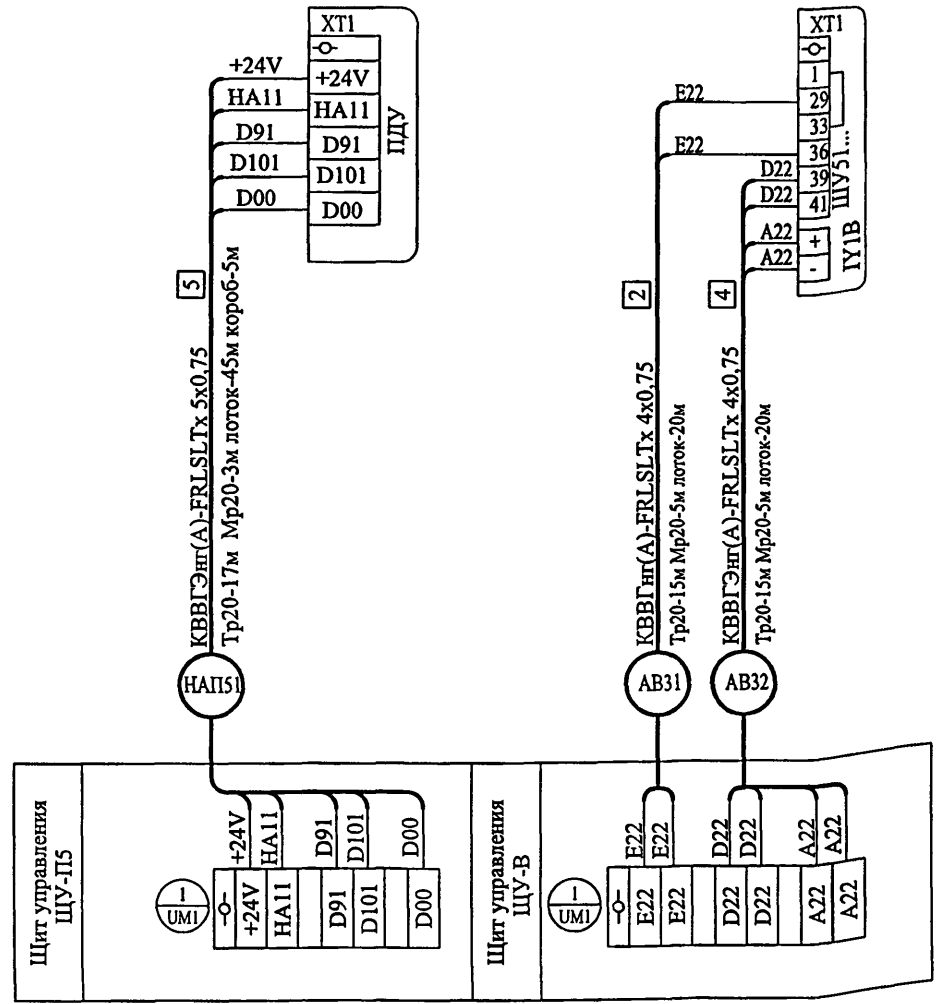 XT1
+24V
+24V
HA11
HA11
D91
D91
D101
D101
D00
D00
ПДУ
5
КВВГЭнг(А)-FRLSLTx 5x0,75
Тр20-17м Мр20-3м лоток-45м короб-5м
НАП51
XT1
1
E22
29
33
E22
36
D22
39
D22
41
A22
+
A22
-
ЩУ51...
1У1В
2
КВВГнг(А)-FRLSLTx 4x0,75
Тр20-15м Мр20-5м лоток-20м
АВ31
4
КВВГЭнг(А)-FRLSLTx 4x0,75
Тр20-15м Мр20-5м лоток-20м
АВ32
Щит управления
ЩУ-П5
+24V
HA11
D91
D101
D00
1
UM1
+24V
HA11
D91
D101
D00
Щит управления
ЩУ-В
E22
E22
D22
D22
A22
A22
1
UM1
E22
E22
D22
D22
A22
A22